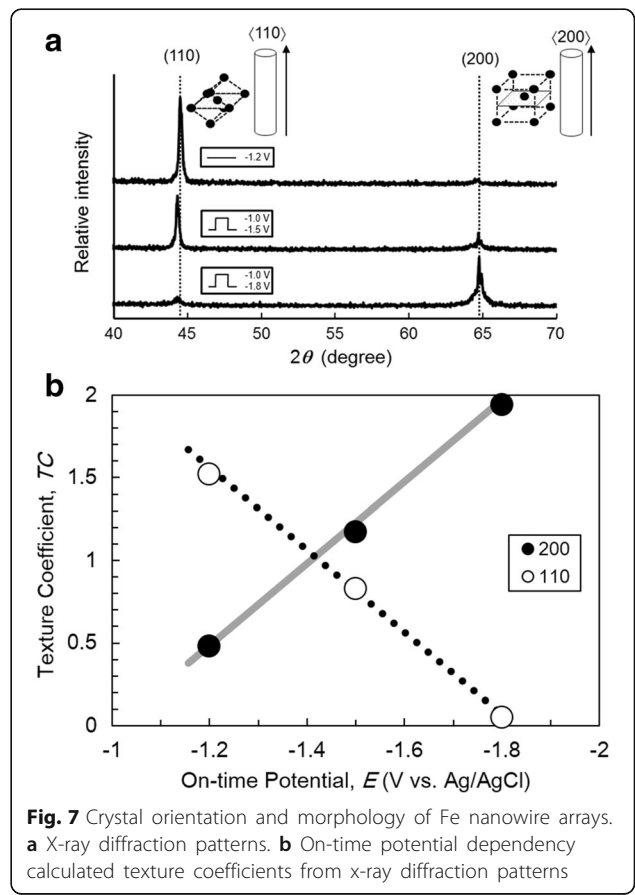 a
⟨110⟩
⟨200⟩
(110)
(200)
-1.2 V
-1.0 V
-1.5 V
-1.0 V
-1.8 V
Relative intensity
40 45 50 55 60 65 70
2θ (degree)
b
2
1.5
1
0.5
0
Texture Coefficient, TC
200
110
-1 -1.2 -1.4 -1.6 -1.8 -2
On-time Potential, E (V vs. Ag/AgCl)
Fig. 7 Crystal orientation and morphology of Fe nanowire arrays.
a X-ray diffraction patterns. b On-time potential dependency
calculated texture coefficients from x-ray diffraction patterns